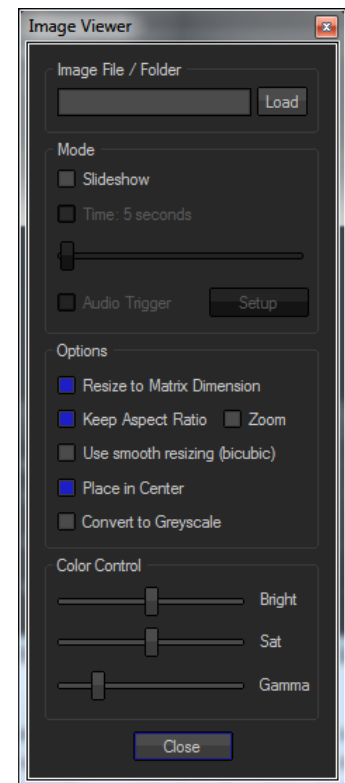 Image Viewer
Image File / Folder
Load
Mode
Slideshow
Time: 5 seconds
Audio Trigger Setup
Options
Resize to Matrix Dimension
Keep Aspect Ratio Zoom
Use smooth resizing (bicubic)
Place in Center
Convert to Greyscale
Color Control
Bright
Sat
Gamma
Close